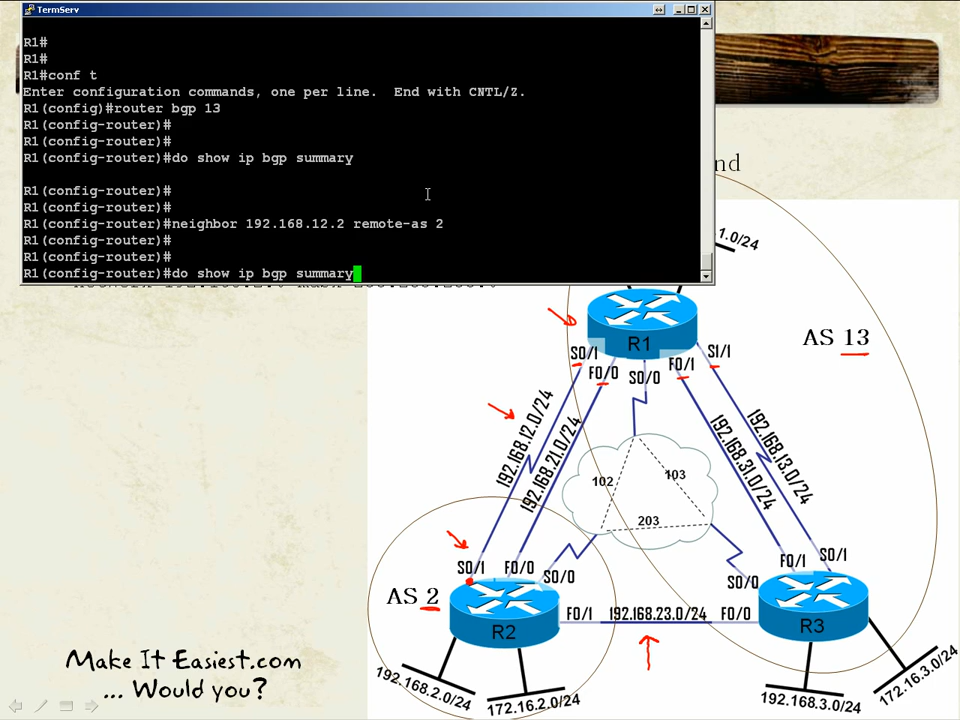 TermServ
R1#
R1#
R1#conf t
Enter configuration commands, one per line.  End with CNTL/Z.
R1(config)#router bgp 13
R1(config-router)#
R1(config-router)#
R1(config-router)#do show ip bgp summary
R1(config-router)#
R1(config-router)#
R1(config-router)#neighbor 192.168.12.2 remote-as 2
R1(config-router)#
R1(config-router)#
R1(config-router)#do show ip bgp summary
nd
1.0/24
R1
AS 13
S0/1
F0/0
S0/0
F0/1
S1/1
192.168.12.0/24
192.168.21.0/24
192.168.31.0/24
192.168.13.0/24
102
103
203
S0/1
F0/0
S0/0
F0/1
S0/1
S0/0
AS 2
R2
F0/1
192.168.23.0/24
F0/0
R3
192.168.2.0/24
172.16.2.0/24
192.168.3.0/24
172.16.3.0/24
Make It Easiest.com
... Would you?